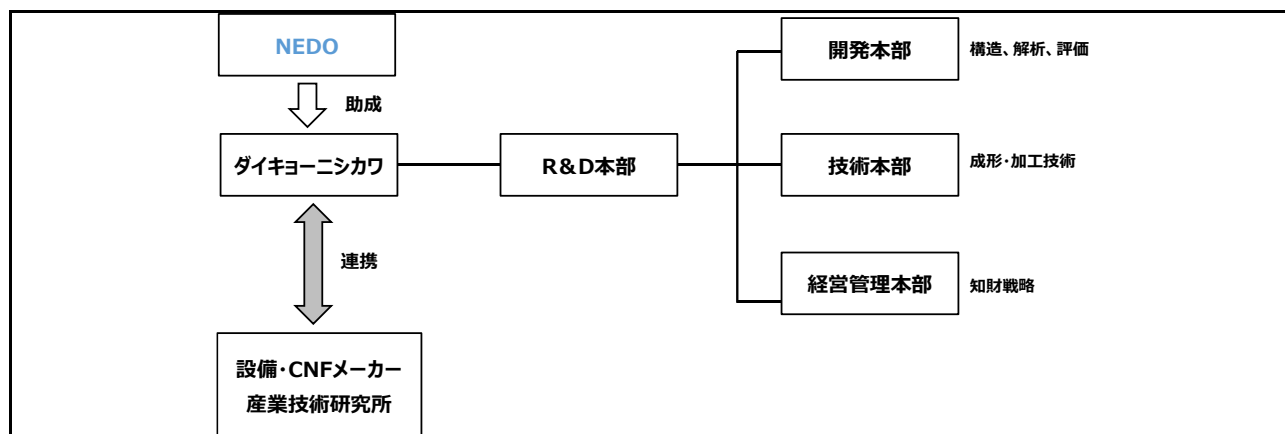 NEDO
助成
ダイキョーニシカワ
連携
設備・CNFメーカー
産業技術研究所
R&D本部
開発本部
構造、解析、評価
技術本部
成形・加工技術
経営管理本部
知財戦略